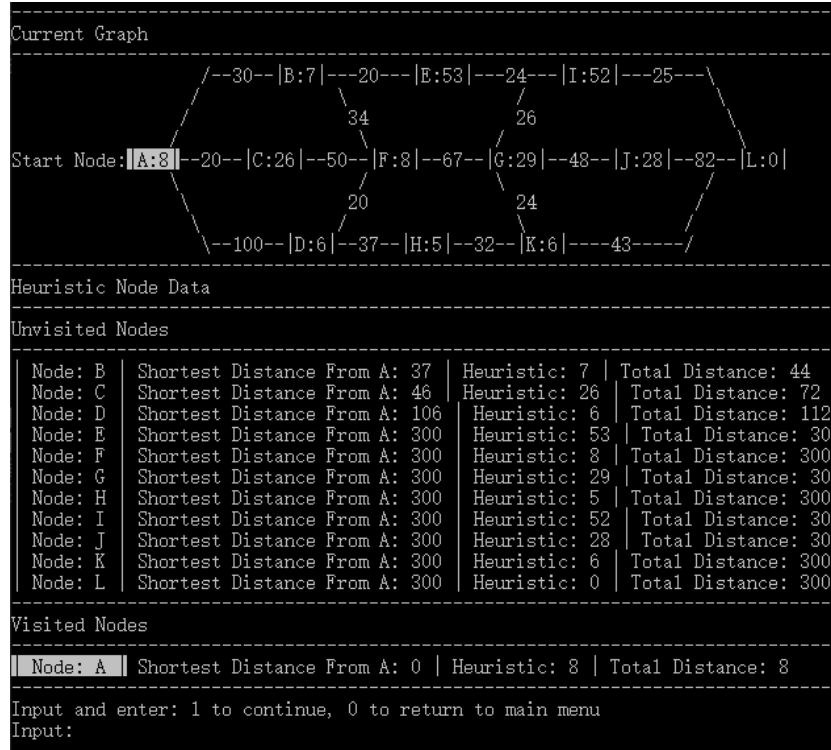 Current Graph
/--30--|B:7|---20---|E:53|---24---|I:52|---25---\
34 26
Start Node:|A:8|--20--|C:26|--50--|F:8|--67--|G:29|--48--|J:28|--82--|L:0|
20 24
\--100--|D:6|--37--|H:5|--32--|K:6|----43-----/
Heuristic Node Data
Unvisited Nodes
| Node: B | Shortest Distance From A: 37 | Heuristic: 7 | Total Distance: 44
| Node: C | Shortest Distance From A: 46 | Heuristic: 26 | Total Distance: 72
| Node: D | Shortest Distance From A: 106 | Heuristic: 6 | Total Distance: 112
| Node: E | Shortest Distance From A: 300 | Heuristic: 53 | Total Distance: 30
| Node: F | Shortest Distance From A: 300 | Heuristic: 8 | Total Distance: 300
| Node: G | Shortest Distance From A: 300 | Heuristic: 29 | Total Distance: 30
| Node: H | Shortest Distance From A: 300 | Heuristic: 5 | Total Distance: 300
| Node: I | Shortest Distance From A: 300 | Heuristic: 52 | Total Distance: 30
| Node: J | Shortest Distance From A: 300 | Heuristic: 28 | Total Distance: 30
| Node: K | Shortest Distance From A: 300 | Heuristic: 6 | Total Distance: 300
| Node: L | Shortest Distance From A: 300 | Heuristic: 0 | Total Distance: 300
Visited Nodes
| Node: A | Shortest Distance From A: 0 | Heuristic: 8 | Total Distance: 8
Input and enter: 1 to continue, 0 to return to main menu
Input: